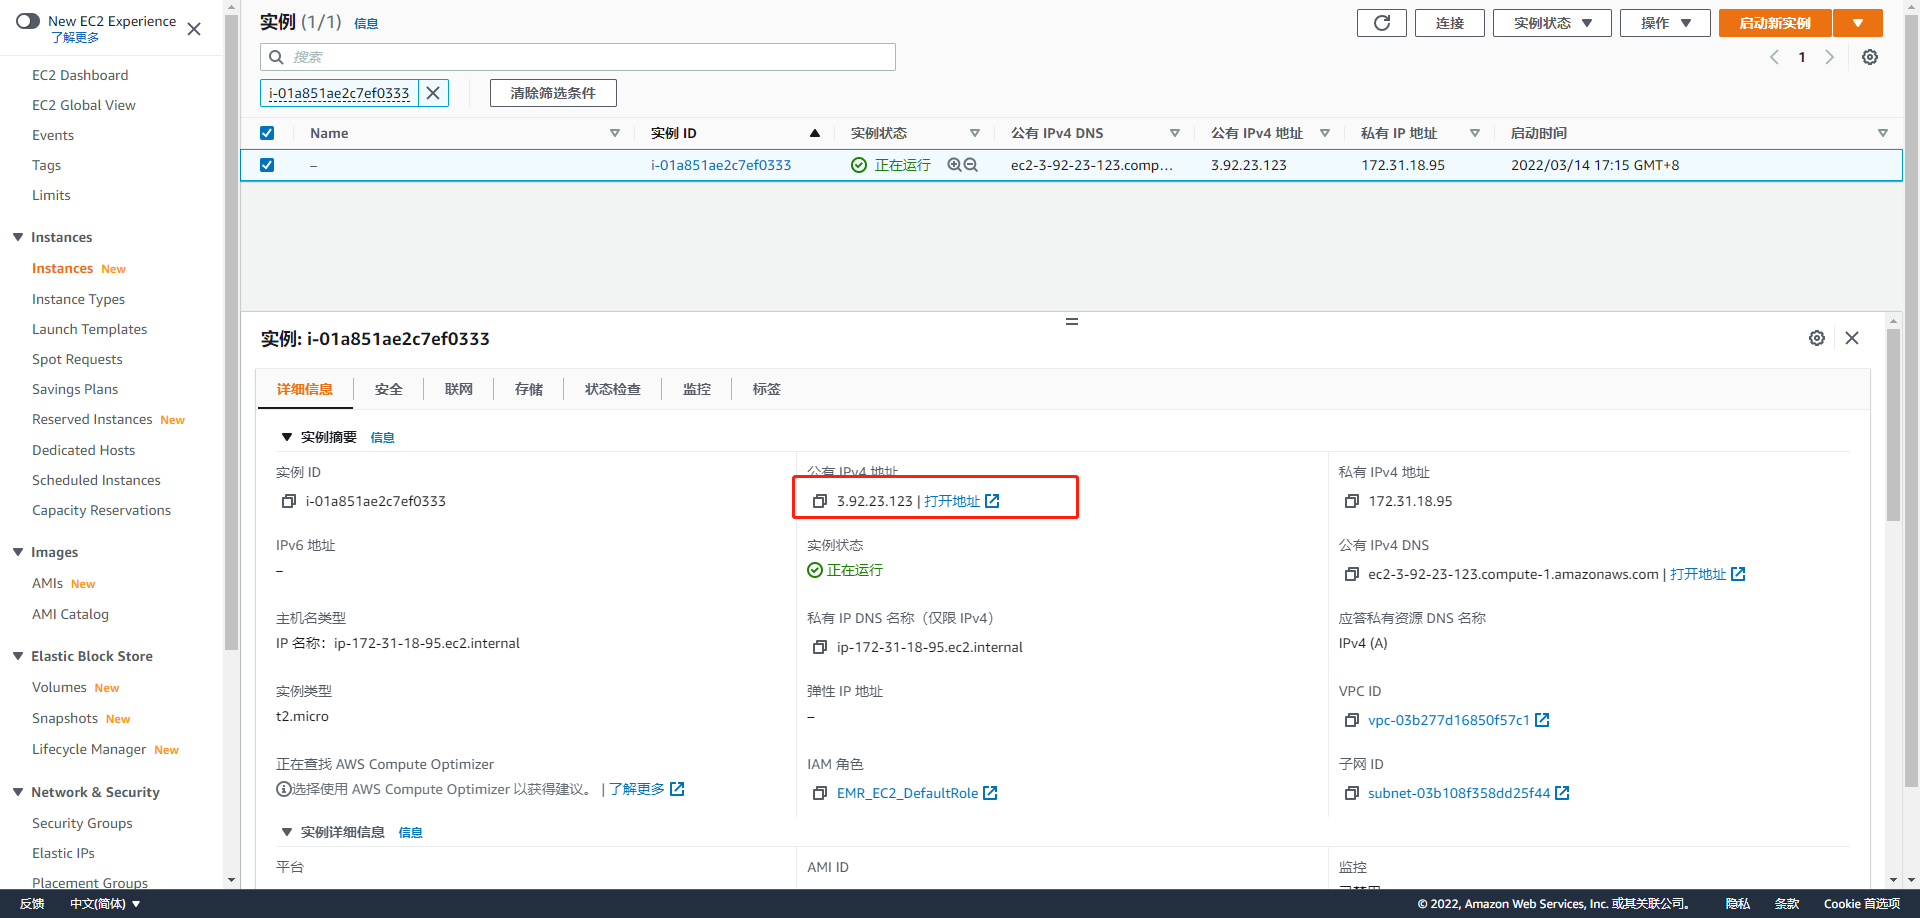 New EC2 Experience
了解更多
EC2 Dashboard
EC2 Global View
Events
Tags
Limits
Instances
Instances New
Instance Types
Launch Templates
Spot Requests
Savings Plans
Reserved Instances New
Dedicated Hosts
Scheduled Instances
Capacity Reservations
Images
AMIs New
AMI Catalog
Elastic Block Store
Volumes New
Snapshots New
Lifecycle Manager New
Network & Security
Security Groups
Elastic IPs
Placement Groups
实例 (1/1) 信息
连接 实例状态 操作 启动新实例
搜索
1
i-01a851ae2c7ef0333 清除筛选条件
Name 实例 ID 实例状态 公有 IPv4 DNS 公有 IPv4 地址 私有 IP 地址 启动时间
– i-01a851ae2c7ef0333 正在运行 ec2-3-92-23-123.comp… 3.92.23.123 172.31.18.95 2022/03/14 17:15 GMT+8
实例: i-01a851ae2c7ef0333
详细信息 安全 联网 存储 状态检查 监控 标签
实例摘要 信息
实例 ID
i-01a851ae2c7ef0333
公有 IPv4 地址
3.92.23.123 | 打开地址
私有 IPv4 地址
172.31.18.95
IPv6 地址
–
实例状态
正在运行
公有 IPv4 DNS
ec2-3-92-23-123.compute-1.amazonaws.com | 打开地址
主机名类型
IP 名称: ip-172-31-18-95.ec2.internal
私有 IP DNS 名称（仅限 IPv4）
ip-172-31-18-95.ec2.internal
应答私有资源 DNS 名称
IPv4 (A)
实例类型
t2.micro
弹性 IP 地址
–
VPC ID
vpc-03b277d16850f57c1
正在查找 AWS Compute Optimizer
选择使用 AWS Compute Optimizer 以获得建议。 | 了解更多
IAM 角色
EMR_EC2_DefaultRole
子网 ID
subnet-03b108f358dd25f44
实例详细信息 信息
平台
AMI ID
监控
反馈 中文(简体) © 2022, Amazon Web Services, Inc. 或其关联公司。 隐私 条款 Cookie 首选项